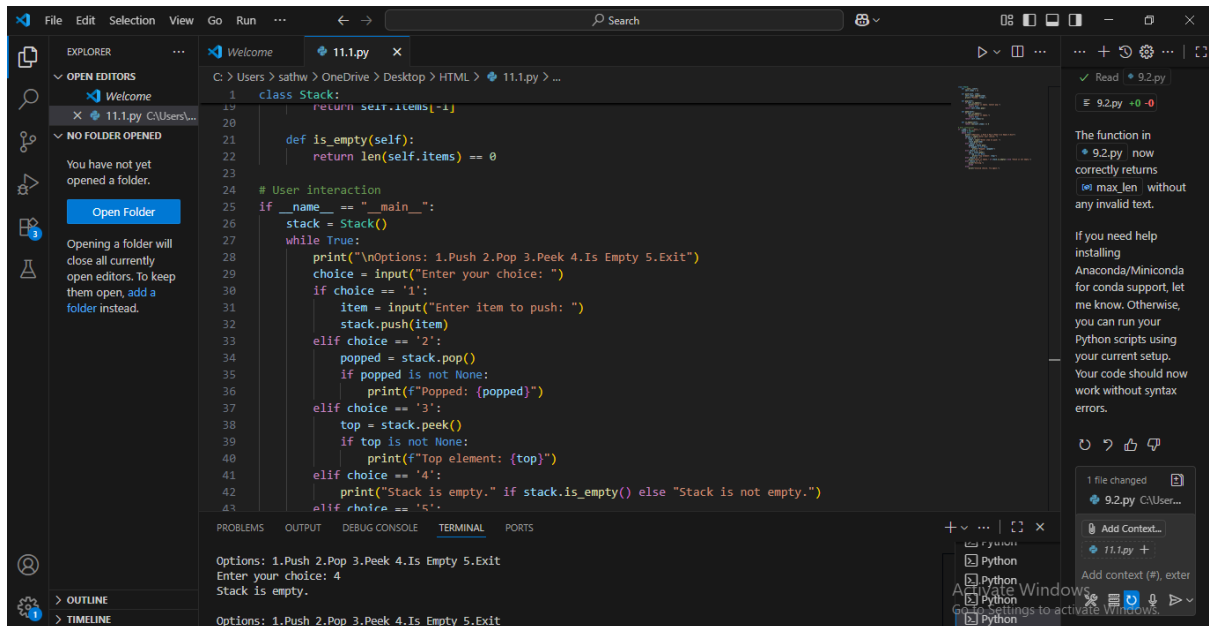 File Edit Selection View Go Run ···
Search
EXPLORER ···
OPEN EDITORS
Welcome
11.1.py C:\Users\...
NO FOLDER OPENED
You have not yet
opened a folder.
Open Folder
Opening a folder will
close all currently
open editors. To keep
them open, add a
folder instead.
OUTLINE
TIMELINE
3
1
Welcome
11.1.py
C: > Users > sathw > OneDrive > Desktop > HTML > 11.1.py > ...
1 class Stack:
19 return self.items[-1]
20
21 def is_empty(self):
22 return len(self.items) == 0
23
24 # User interaction
25 if __name__ == "__main__":
26 stack = Stack()
27 while True:
28 print("\nOptions: 1.Push 2.Pop 3.Peek 4.Is Empty 5.Exit")
29 choice = input("Enter your choice: ")
30 if choice == '1':
31 item = input("Enter item to push: ")
32 stack.push(item)
33 elif choice == '2':
34 popped = stack.pop()
35 if popped is not None:
36 print(f"Popped: {popped}")
37 elif choice == '3':
38 top = stack.peek()
39 if top is not None:
40 print(f"Top element: {top}")
41 elif choice == '4':
42 print("Stack is empty." if stack.is_empty() else "Stack is not empty.")
43 elif choice == '5':
PROBLEMS OUTPUT DEBUG CONSOLE TERMINAL PORTS
Options: 1.Push 2.Pop 3.Peek 4.Is Empty 5.Exit
Enter your choice: 4
Stack is empty.
Options: 1.Push 2.Pop 3.Peek 4.Is Empty 5.Exit
Python
Python
Python
Python
Python
Read 9.2.py
9.2.py +0 -0
The function in
9.2.py now
correctly returns
max_len without
any invalid text.
If you need help
installing
Anaconda/Miniconda
for conda support, let
me know. Otherwise,
you can run your
Python scripts using
your current setup.
Your code should now
work without syntax
errors.
1 file changed
9.2.py C:\User...
Add Context...
11.1.py
Add context (#), exter
Activate Windows
Go to Settings to activate Windows.